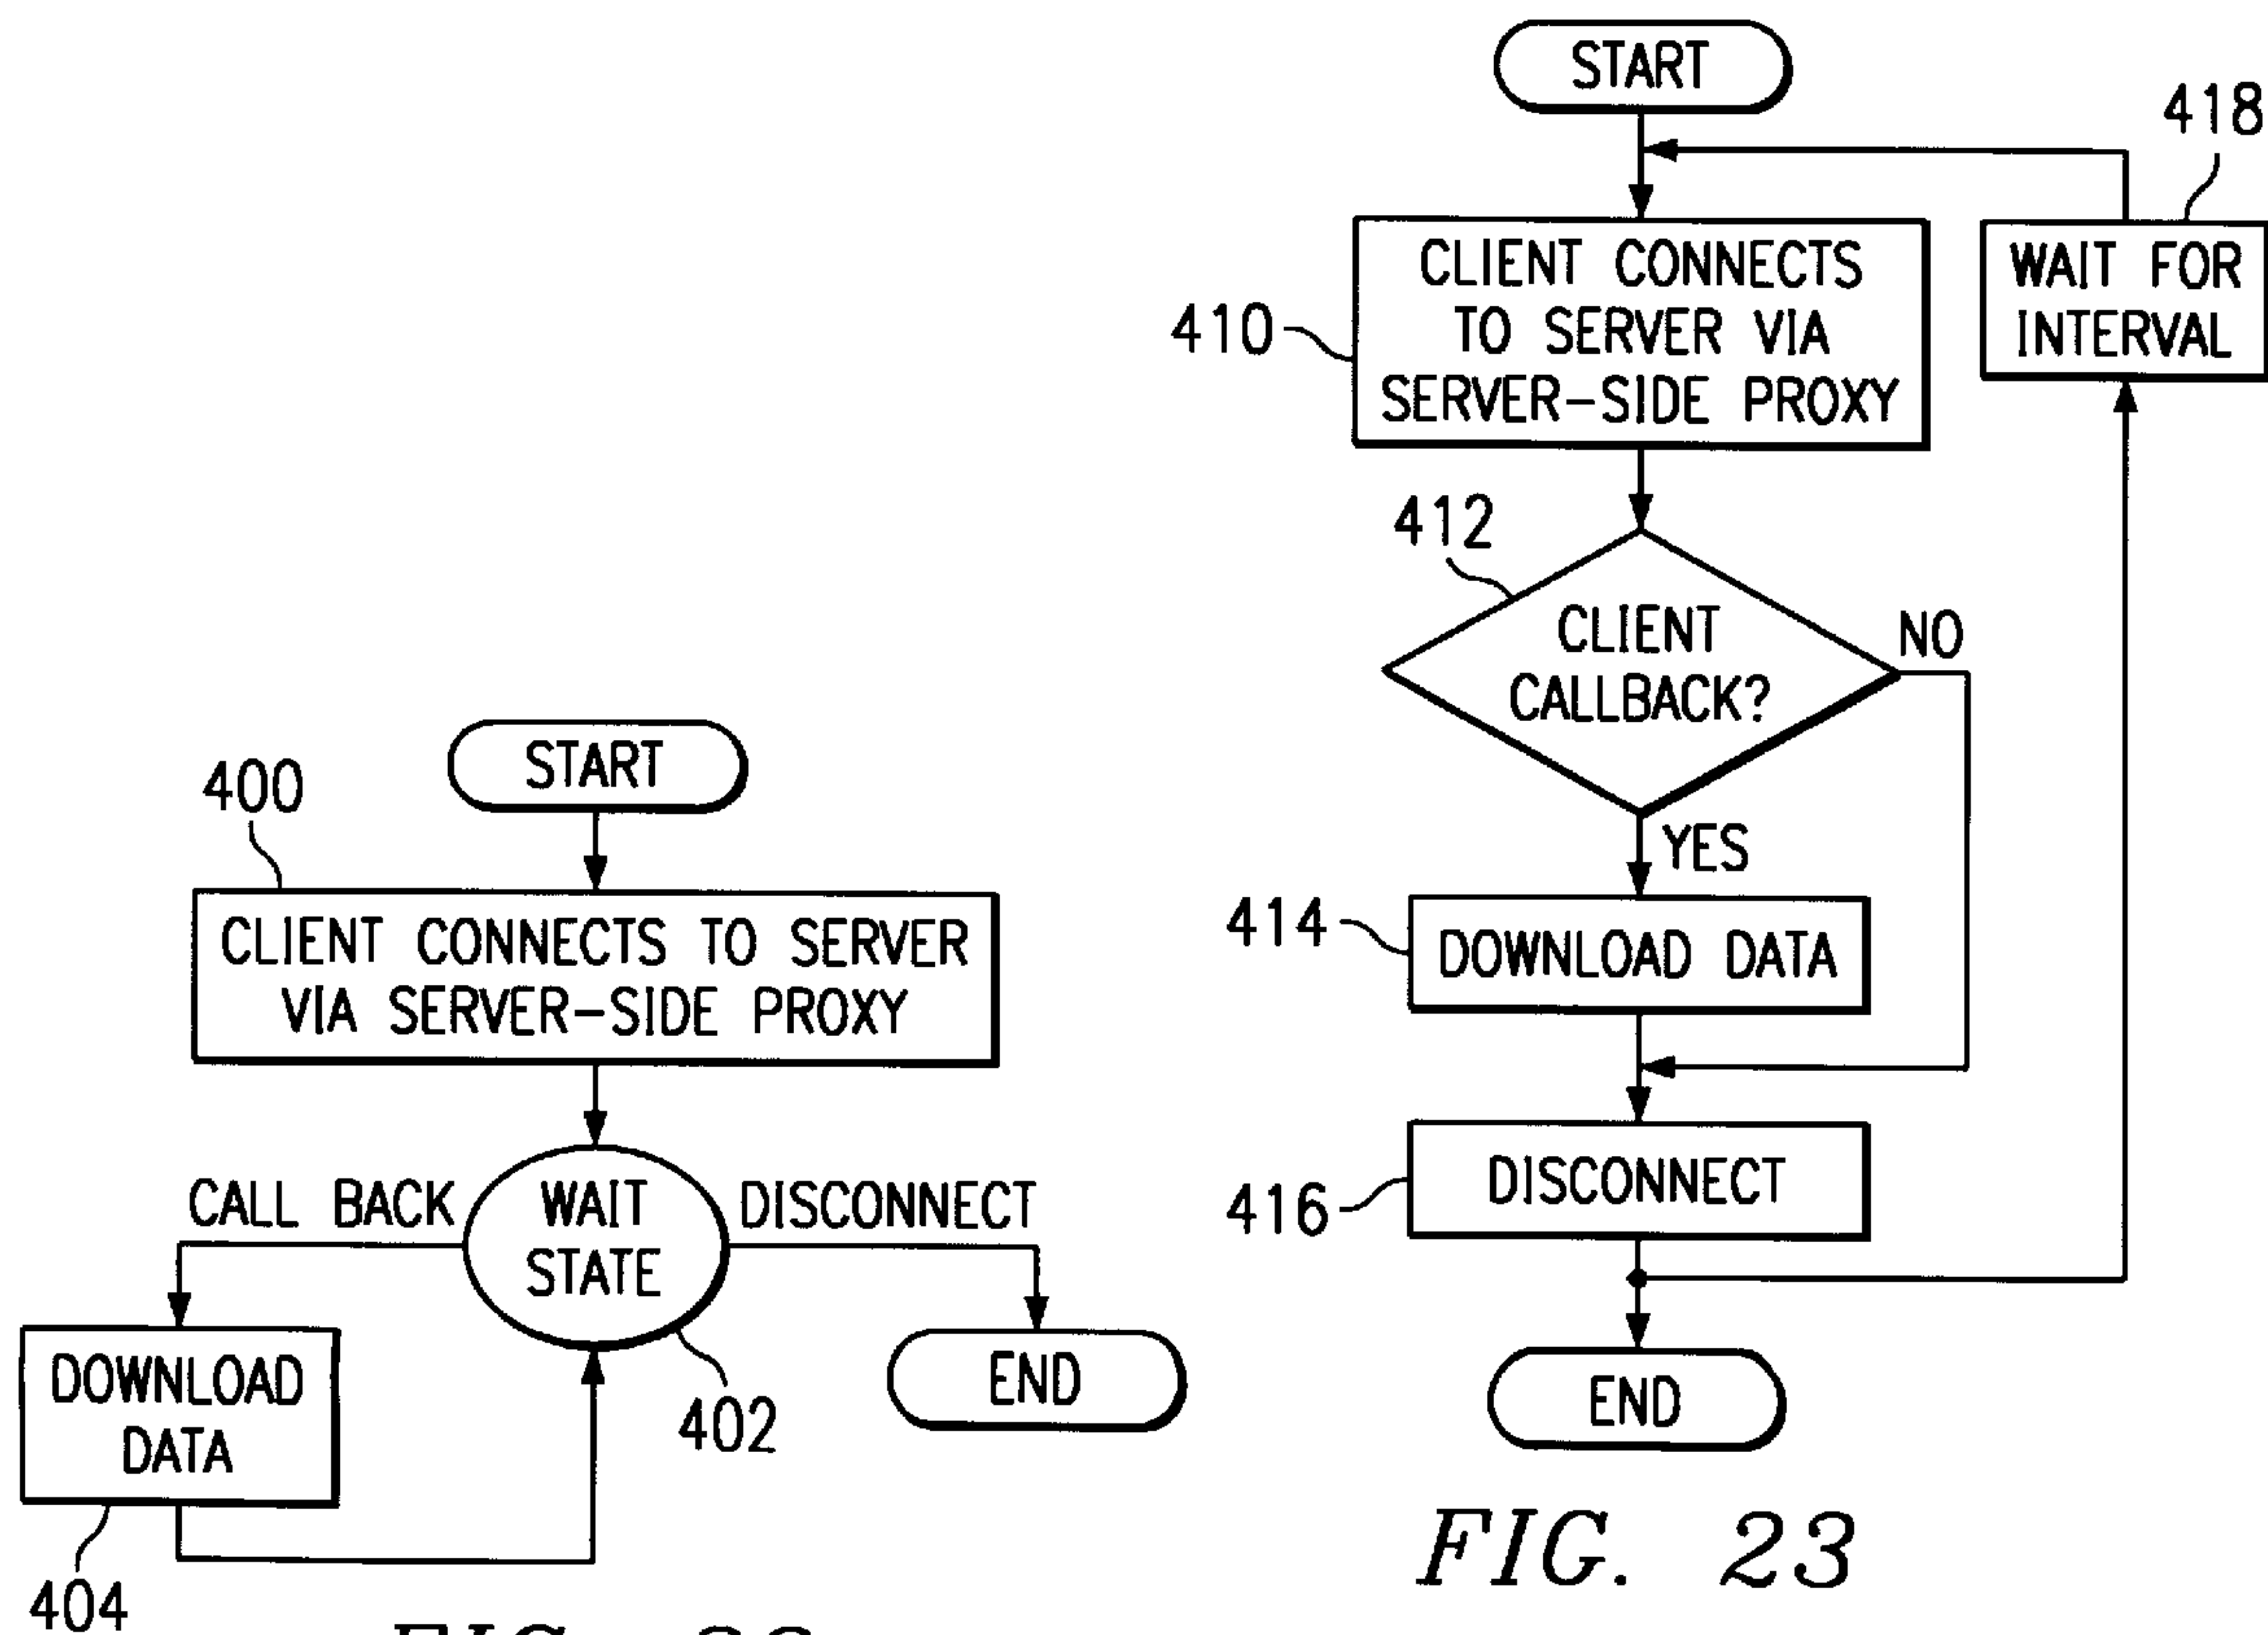 START
400
CLIENT CONNECTS TO SERVER
VIA SERVER-SIDE PROXY
CALL BACK
WAIT
STATE
DISCONNECT
DOWNLOAD
DATA
END
402
404
START
418
CLIENT CONNECTS
TO SERVER VIA
SERVER-SIDE PROXY
WAIT FOR
INTERVAL
410
412
CLIENT
CALLBACK?
NO
YES
414
DOWNLOAD DATA
416
DISCONNECT
END
FIG. 23